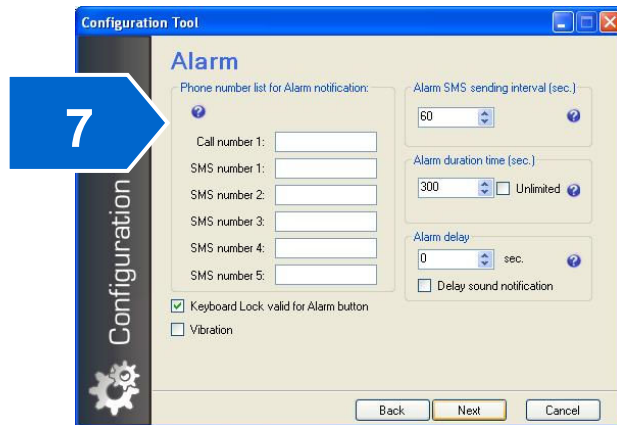 Configuration Tool
7
Configuration
Alarm
Phone number list for Alarm notification:
Call number 1:
SMS number 1:
SMS number 2:
SMS number 3:
SMS number 4:
SMS number 5:
Keyboard Lock valid for Alarm button
Vibration
Alarm SMS sending interval (sec.)
60
Alarm duration time (sec.)
300 Unlimited
Alarm delay
0 sec.
Delay sound notification
Back Next Cancel